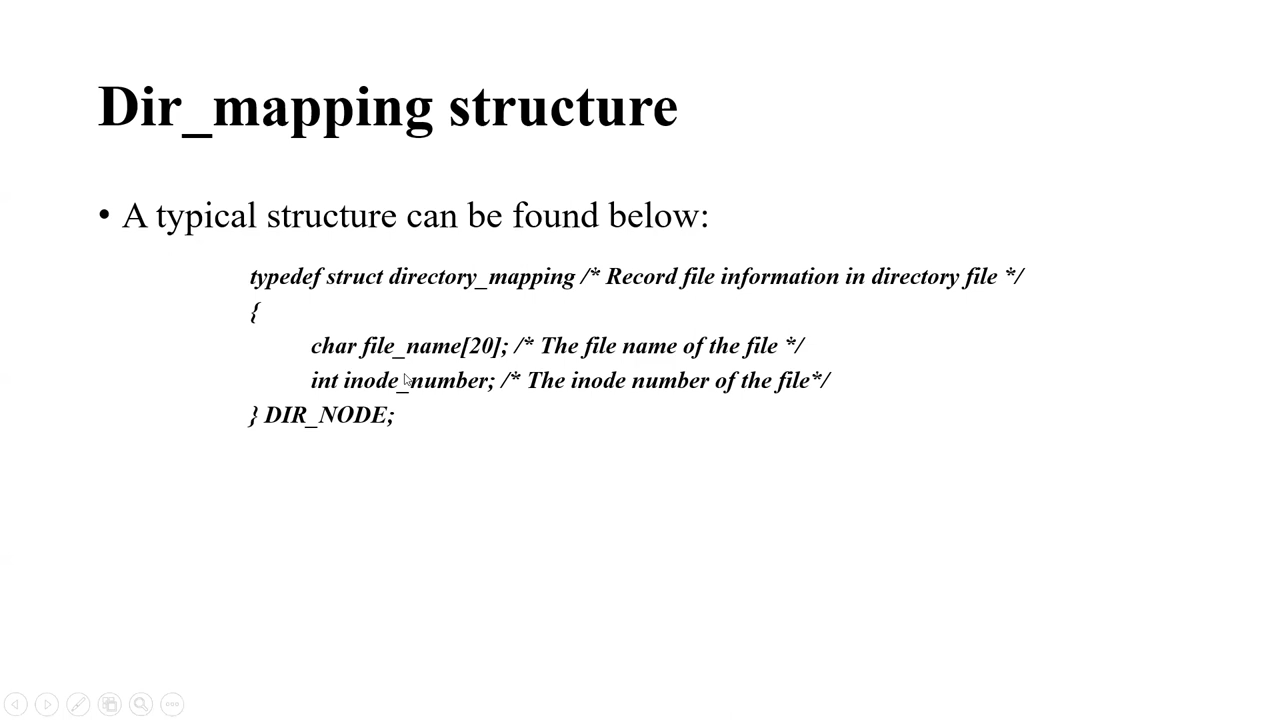 Dir_mapping structure
• A typical structure can be found below:
typedef struct directory_mapping /* Record file information in directory file */
{
char file_name[20]; /* The file name of the file */
int inode_number; /* The inode number of the file*/
} DIR_NODE;